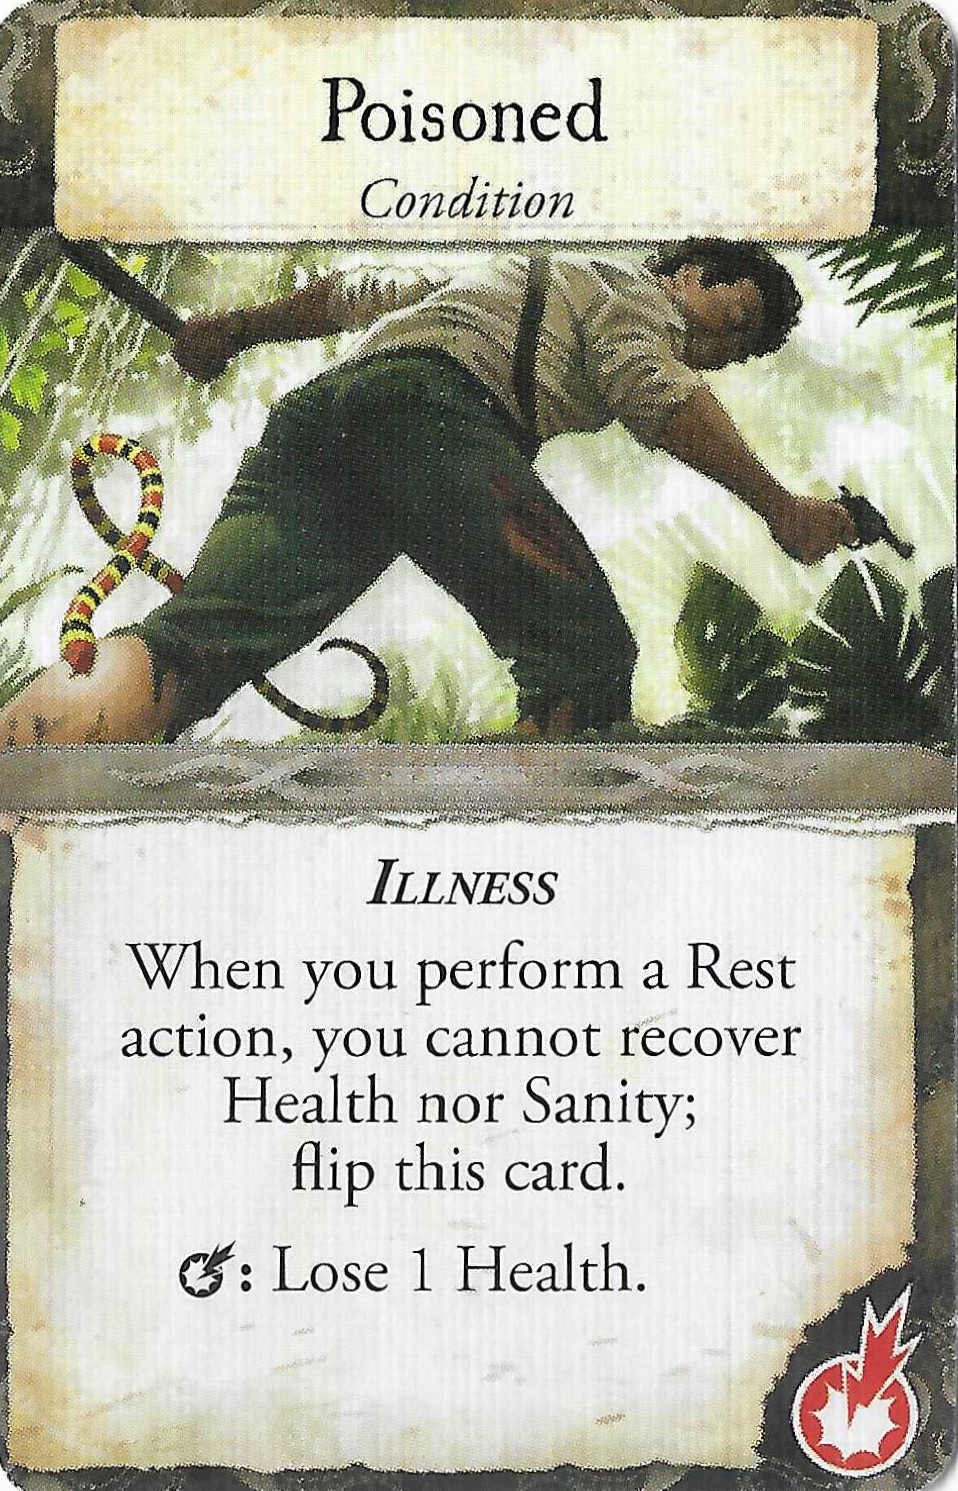 Poisoned
Condition
ILLNESS
When you perform a Rest
action, you cannot recover
Health nor Sanity;
flip this card.
: Lose 1 Health.